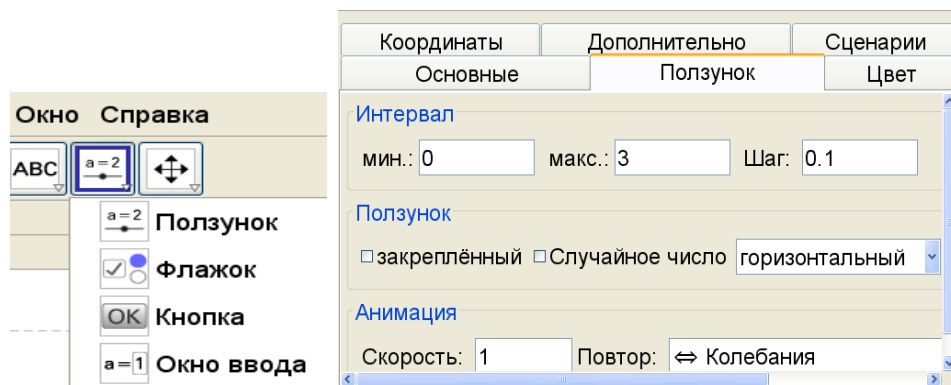 Окно Справка
ABC a=2
a=2 Ползунок
Флажок
OK Кнопка
a=1 Окно ввода
Координаты Дополнительно Сценарии
Основные Ползунок Цвет
Интервал
мин.: 0 макс.: 3 Шаг: 0.1
Ползунок
закреплённый Случайное число горизонтальный
Анимация
Скорость: 1 Повтор: ⇔ Колебания